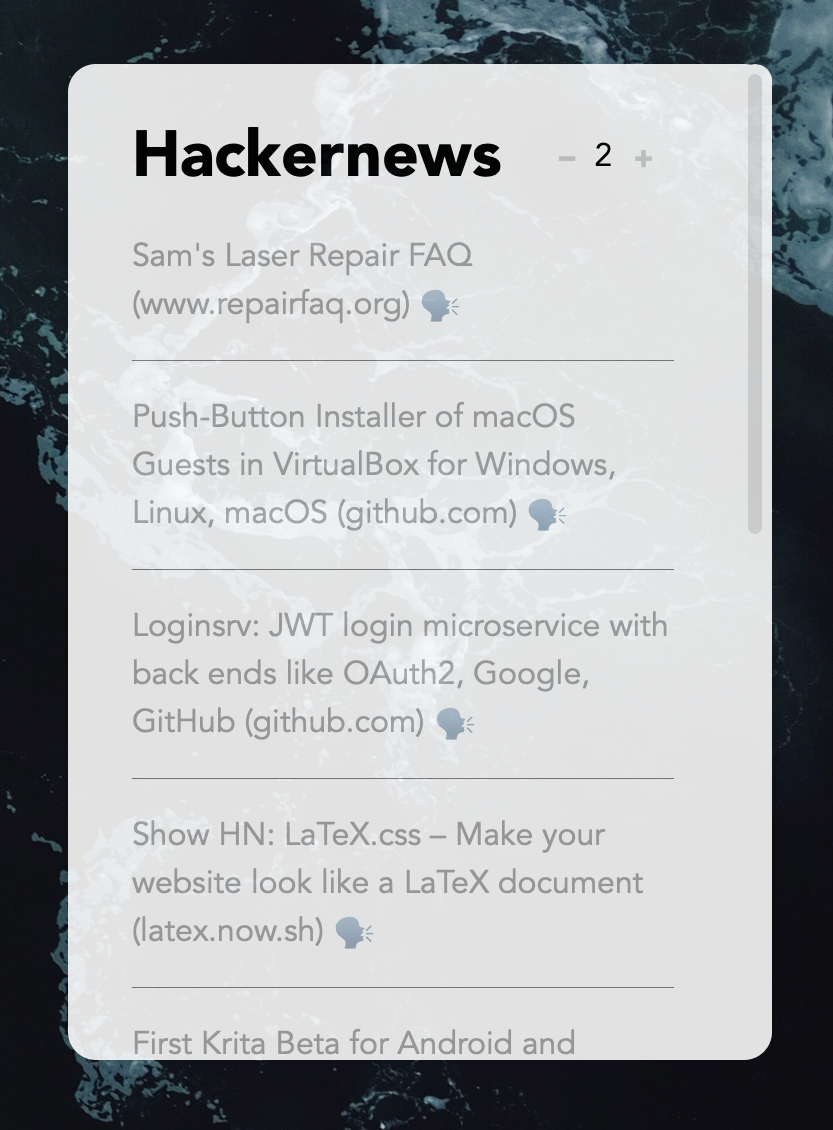 Hackernews − 2 +
Sam's Laser Repair FAQ
(www.repairfaq.org)
Push-Button Installer of macOS
Guests in VirtualBox for Windows,
Linux, macOS (github.com)
Loginsrv: JWT login microservice with
back ends like OAuth2, Google,
GitHub (github.com)
Show HN: LaTeX.css – Make your
website look like a LaTeX document
(latex.now.sh)
First Krita Beta for Android and